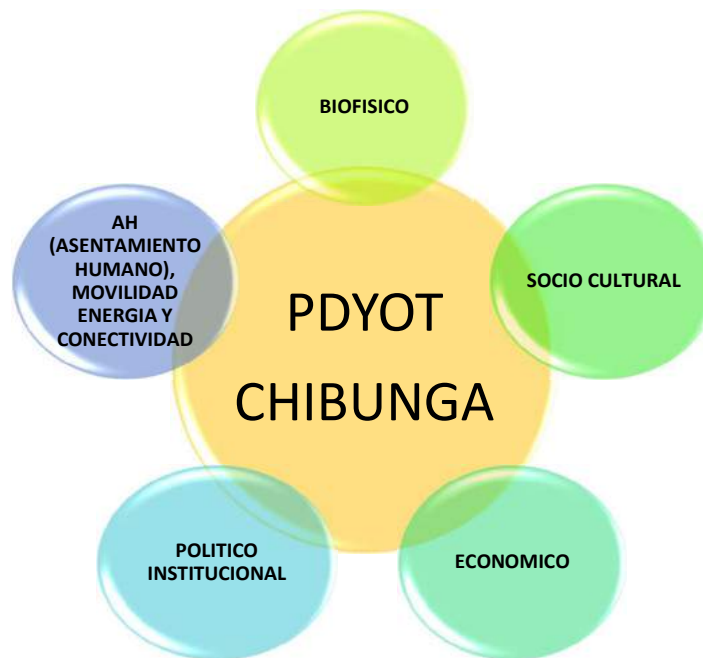 BIOFISICO
SOCIO CULTURAL
ECONOMICO
POLITICO
INSTITUCIONAL
AH
(ASENTAMIENTO
HUMANO),
MOVILIDAD
ENERGIA Y
CONECTIVIDAD
PDYOT
CHIBUNGA